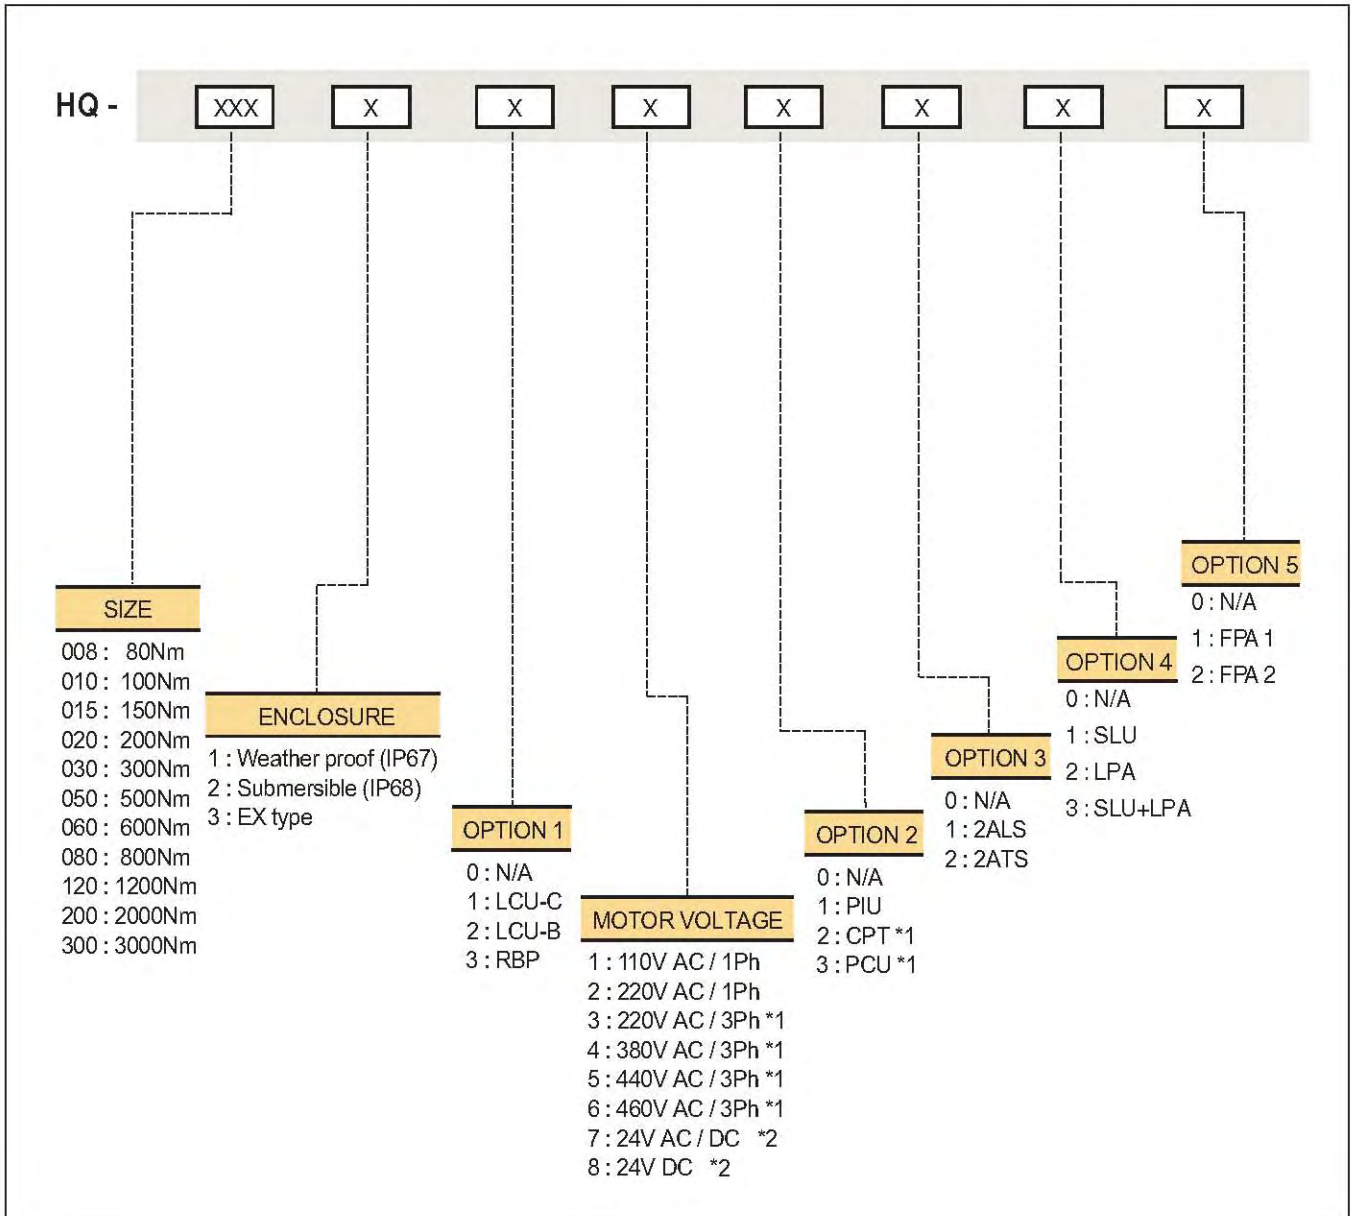 HQ - XXX X X X X X X X
SIZE
008 : 80Nm
010 : 100Nm
015 : 150Nm
020 : 200Nm
030 : 300Nm
050 : 500Nm
060 : 600Nm
080 : 800Nm
120 : 1200Nm
200 : 2000Nm
300 : 3000Nm
ENCLOSURE
1 : Weather proof (IP67)
2 : Submersible (IP68)
3 : EX type
OPTION 1
0 : N/A
1 : LCU-C
2 : LCU-B
3 : RBP
MOTOR VOLTAGE
1 : 110V AC / 1Ph
2 : 220V AC / 1Ph
3 : 220V AC / 3Ph *1
4 : 380V AC / 3Ph *1
5 : 440V AC / 3Ph *1
6 : 460V AC / 3Ph *1
7 : 24V AC / DC *2
8 : 24V DC *2
OPTION 2
0 : N/A
1 : PIU
2 : CPT *1
3 : PCU *1
OPTION 3
0 : N/A
1 : 2ALS
2 : 2ATS
OPTION 4
0 : N/A
1 : SLU
2 : LPA
3 : SLU+LPA
OPTION 5
0 : N/A
1 : FPA 1
2 : FPA 2